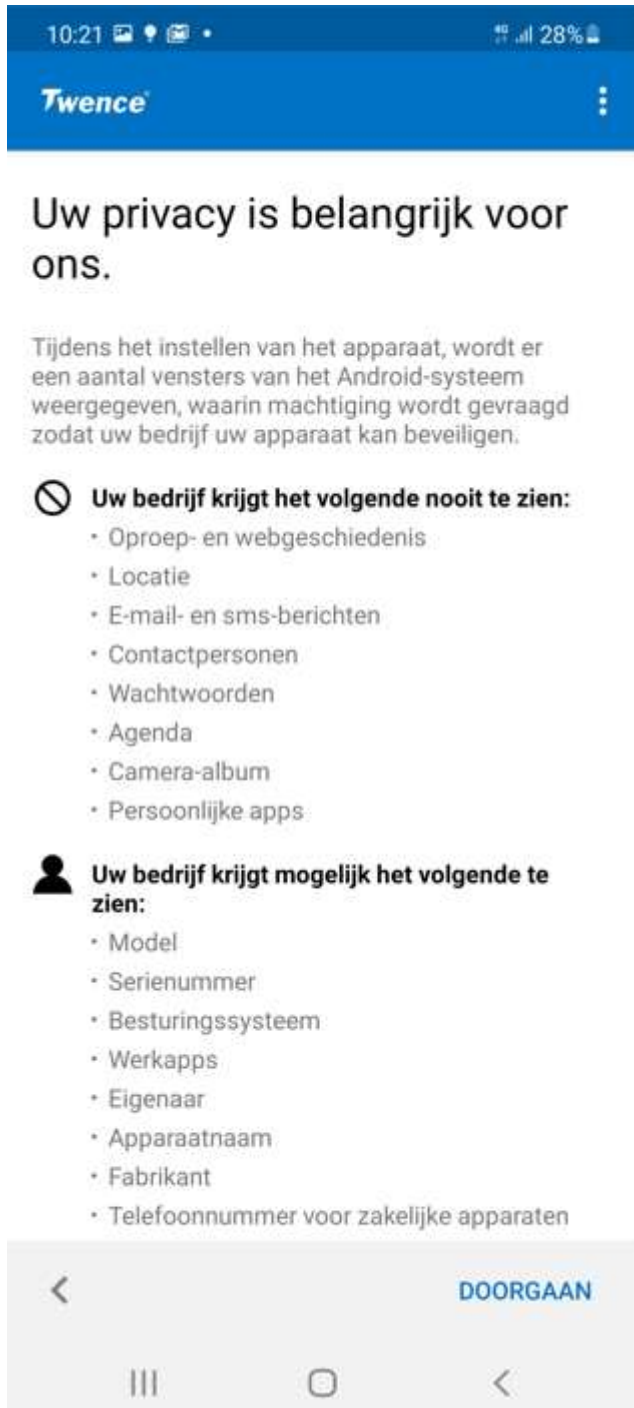 10:21
28%
Twence
Uw privacy is belangrijk voor
ons.
Tijdens het instellen van het apparaat, wordt er
een aantal vensters van het Android-systeem
weergegeven, waarin machtiging wordt gevraagd
zodat uw bedrijf uw apparaat kan beveiligen.
Uw bedrijf krijgt het volgende nooit te zien:
• Oproep- en webgeschiedenis
• Locatie
• E-mail- en sms-berichten
• Contactpersonen
• Wachtwoorden
• Agenda
• Camera-album
• Persoonlijke apps
Uw bedrijf krijgt mogelijk het volgende te
zien:
• Model
• Serienummer
• Besturingssysteem
• Werkapps
• Eigenaar
• Apparaatnaam
• Fabrikant
• Telefoonnummer voor zakelijke apparaten
DOORGAAN